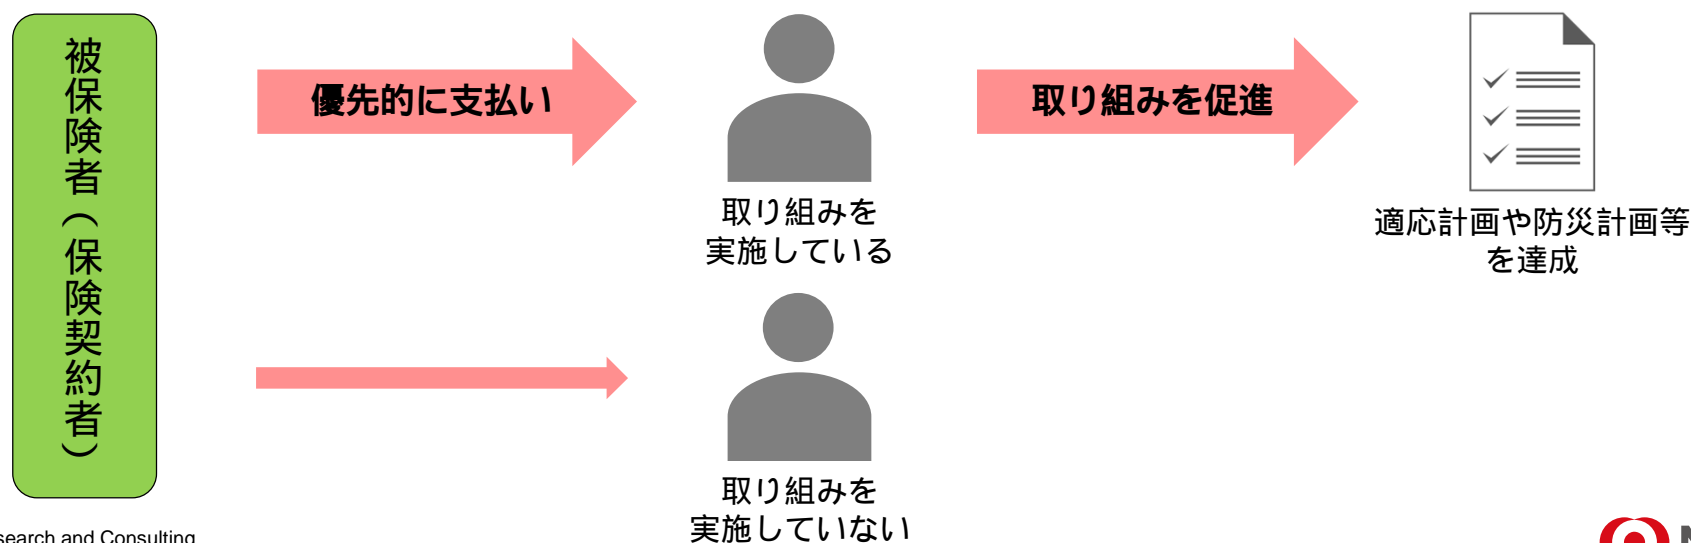 被保険者（保険契約者）
優先的に支払い
取り組みを
実施している
取り組みを促進
適応計画や防災計画等
を達成
取り組みを
実施していない
search and Consulting